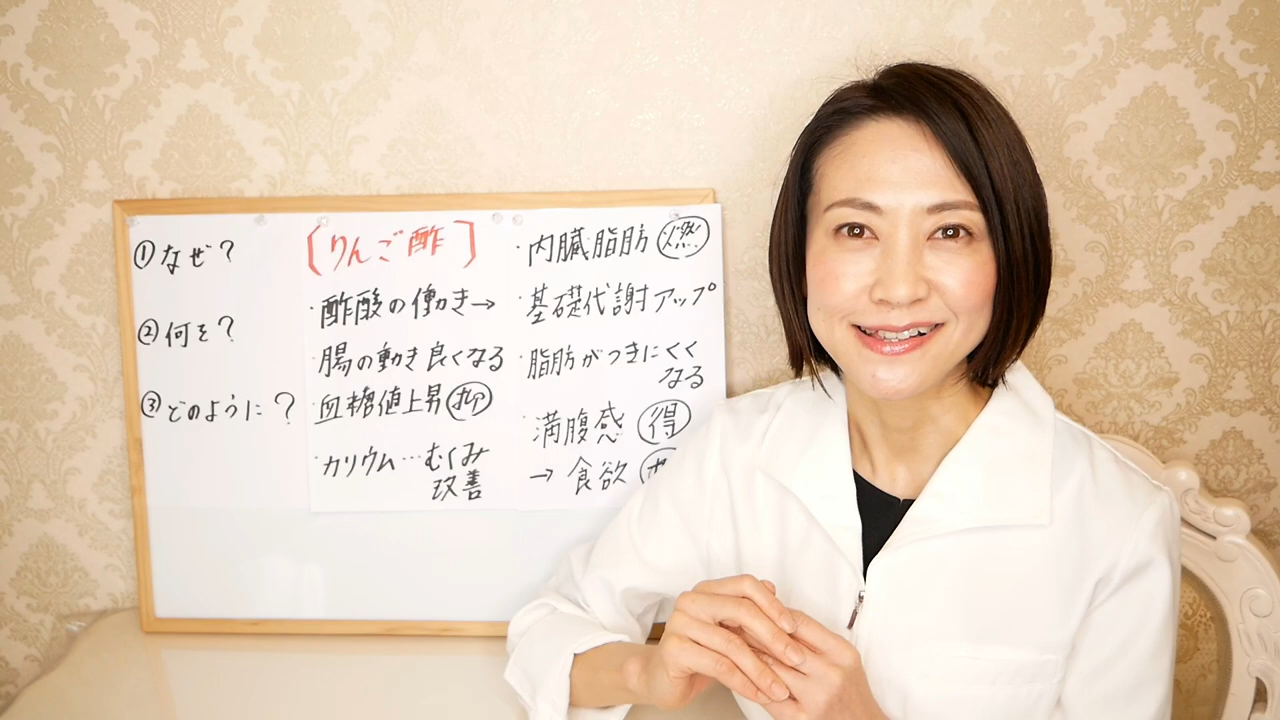 ①なぜ?
②何を?
③どのように?
［りんご酢］
・酢酸の働き→
・腸の動き良くなる
・血糖値上昇 抑
・カリウム…むくみ
改善
・内臓脂肪 燃
・基礎代謝アップ
・脂肪がつきにくく
なる
・満腹感 得
→ 食欲